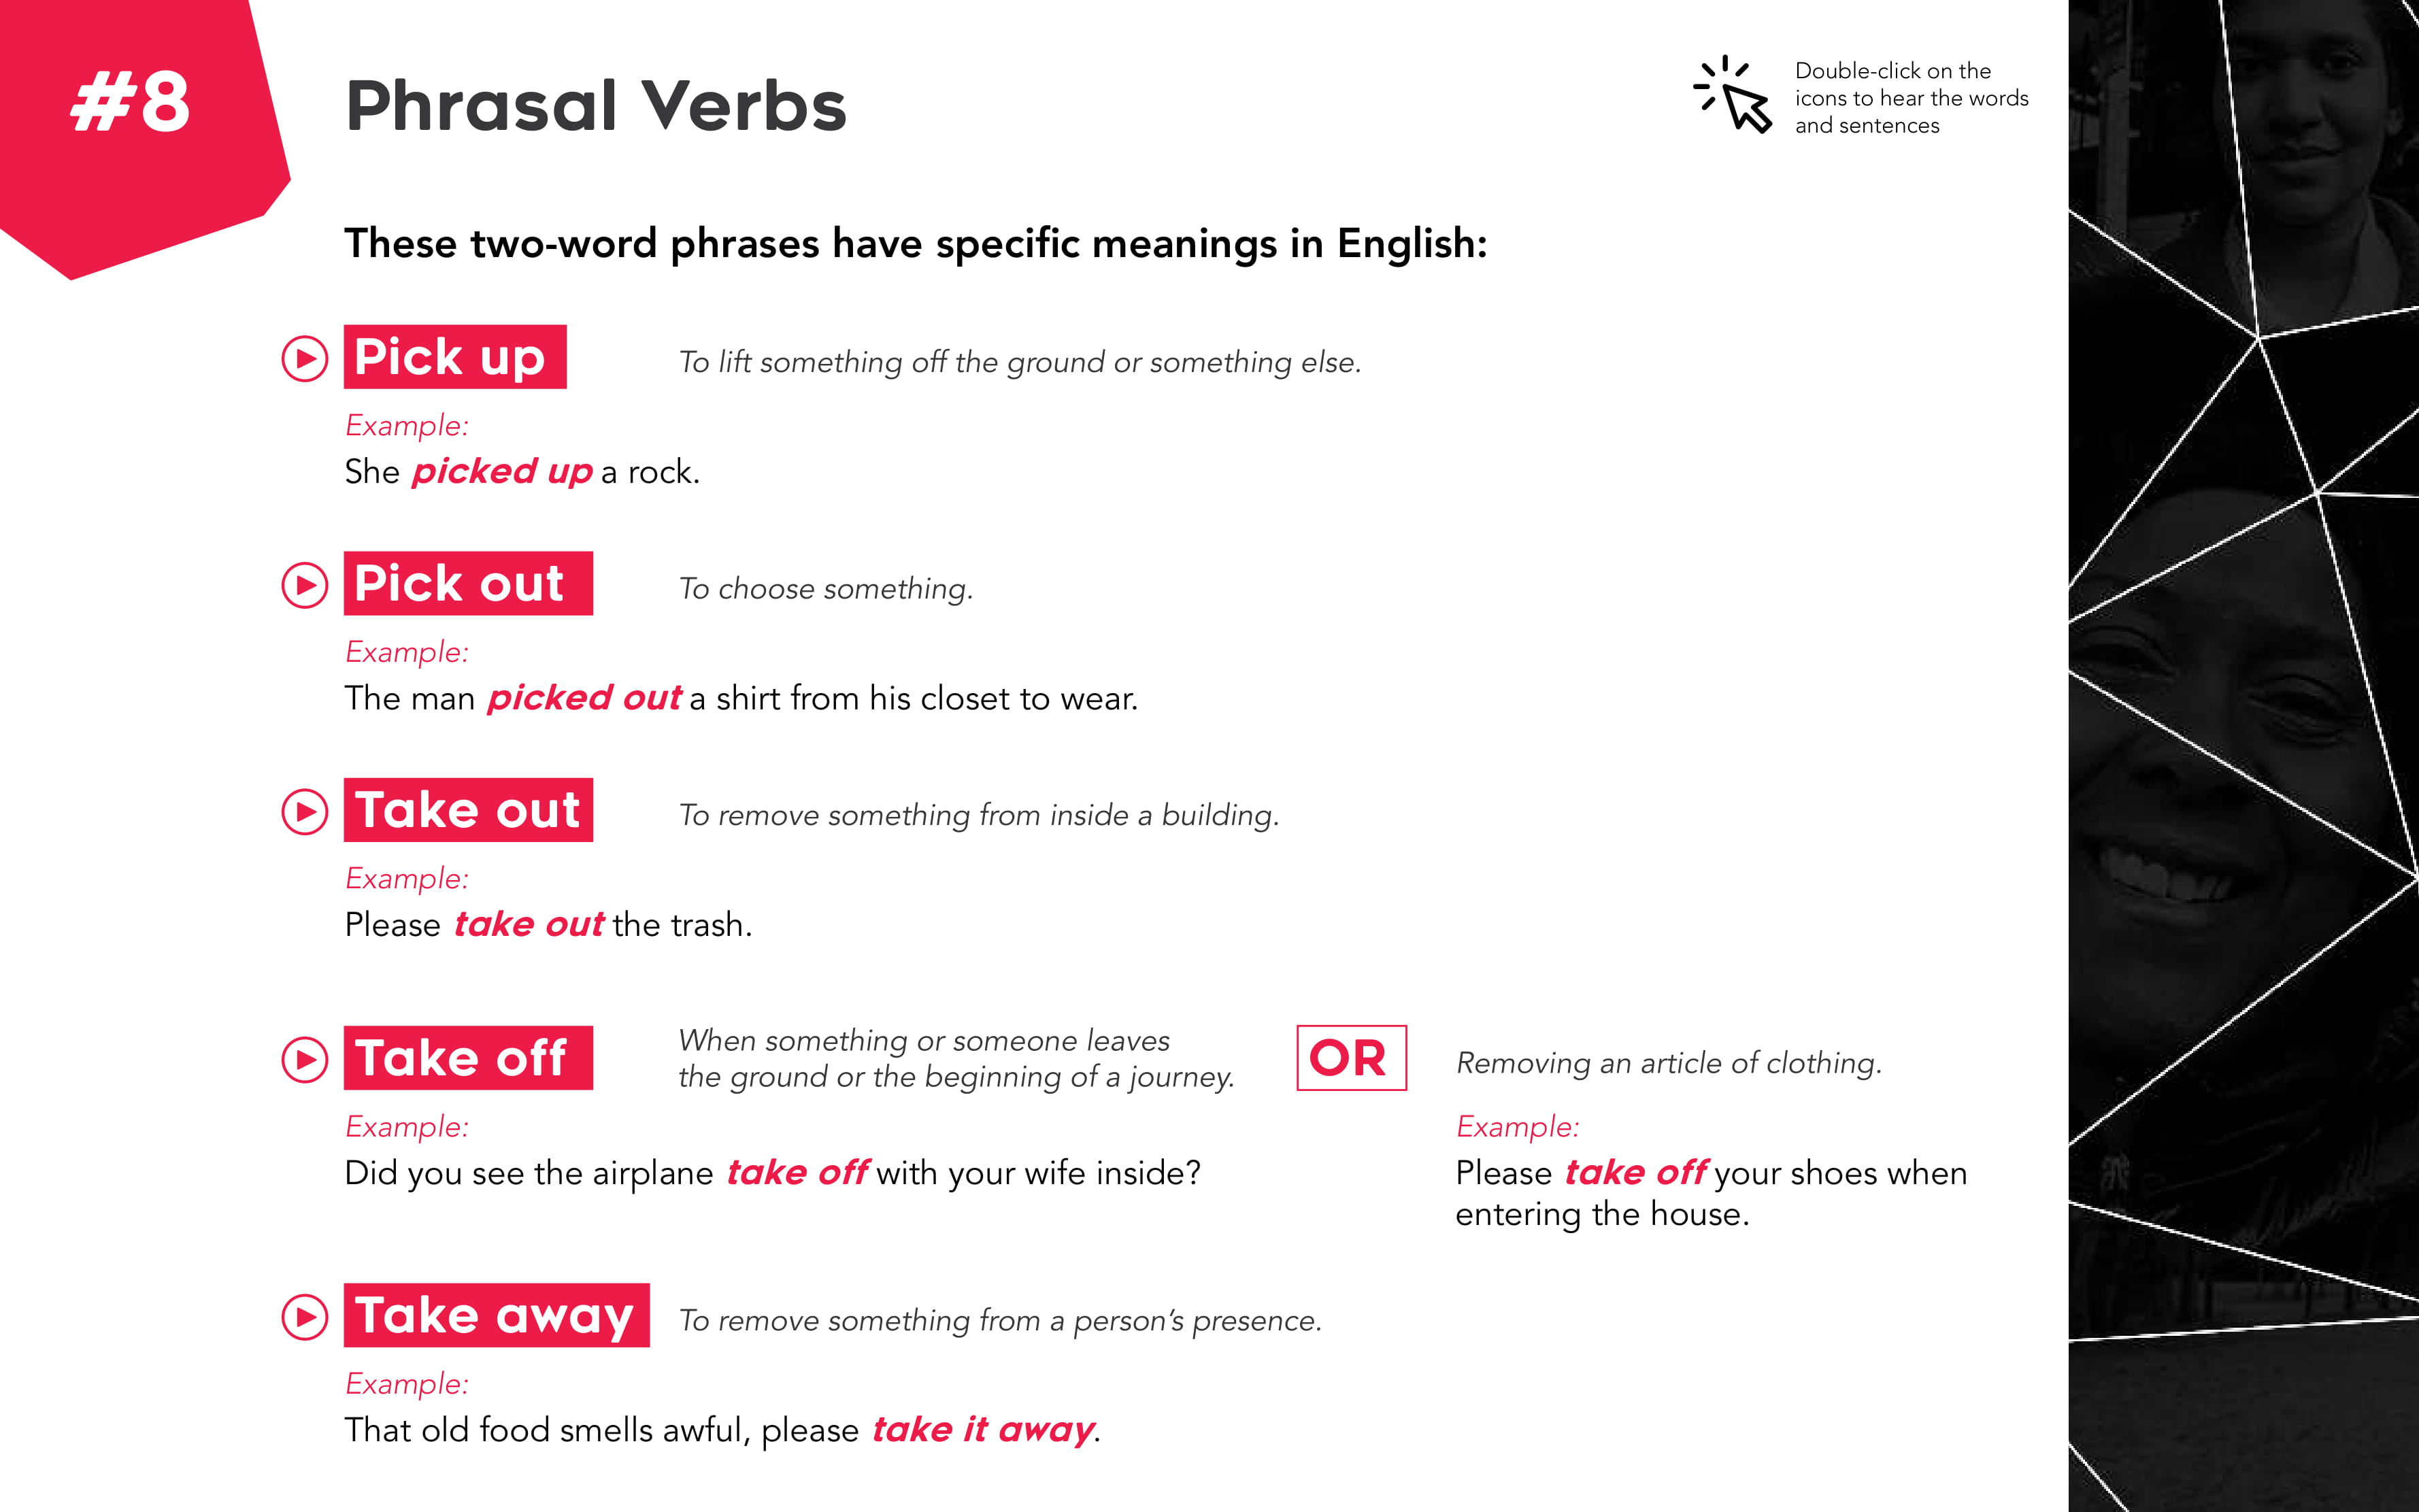 #8
Phrasal Verbs
Double-click on the
icons to hear the words
and sentences
These two-word phrases have specific meanings in English:
Pick up
To lift something off the ground or something else.
Example:
She picked up a rock.
Pick out
To choose something.
Example:
The man picked out a shirt from his closet to wear.
Take out
To remove something from inside a building.
Example:
Please take out the trash.
Take off
When something or someone leaves
the ground or the beginning of a journey.
Example:
Did you see the airplane take off with your wife inside?
OR
Removing an article of clothing.
Example:
Please take off your shoes when
entering the house.
Take away
To remove something from a person’s presence.
Example:
That old food smells awful, please take it away.